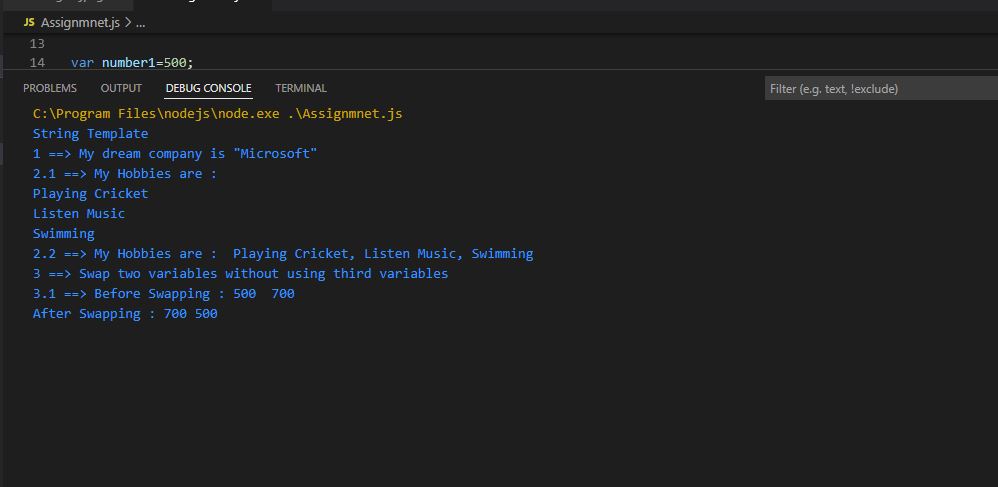 JS Assignmnet.js > ...
13
14 var number1=500;
PROBLEMS OUTPUT DEBUG CONSOLE TERMINAL Filter (e.g. text, !exclude)
C:\Program Files\nodejs\node.exe .\Assignmnet.js
String Template
1 ==> My dream company is "Microsoft"
2.1 ==> My Hobbies are :
Playing Cricket
Listen Music
Swimming
2.2 ==> My Hobbies are :  Playing Cricket, Listen Music, Swimming
3 ==> Swap two variables without using third variables
3.1 ==> Before Swapping : 500  700
After Swapping : 700 500